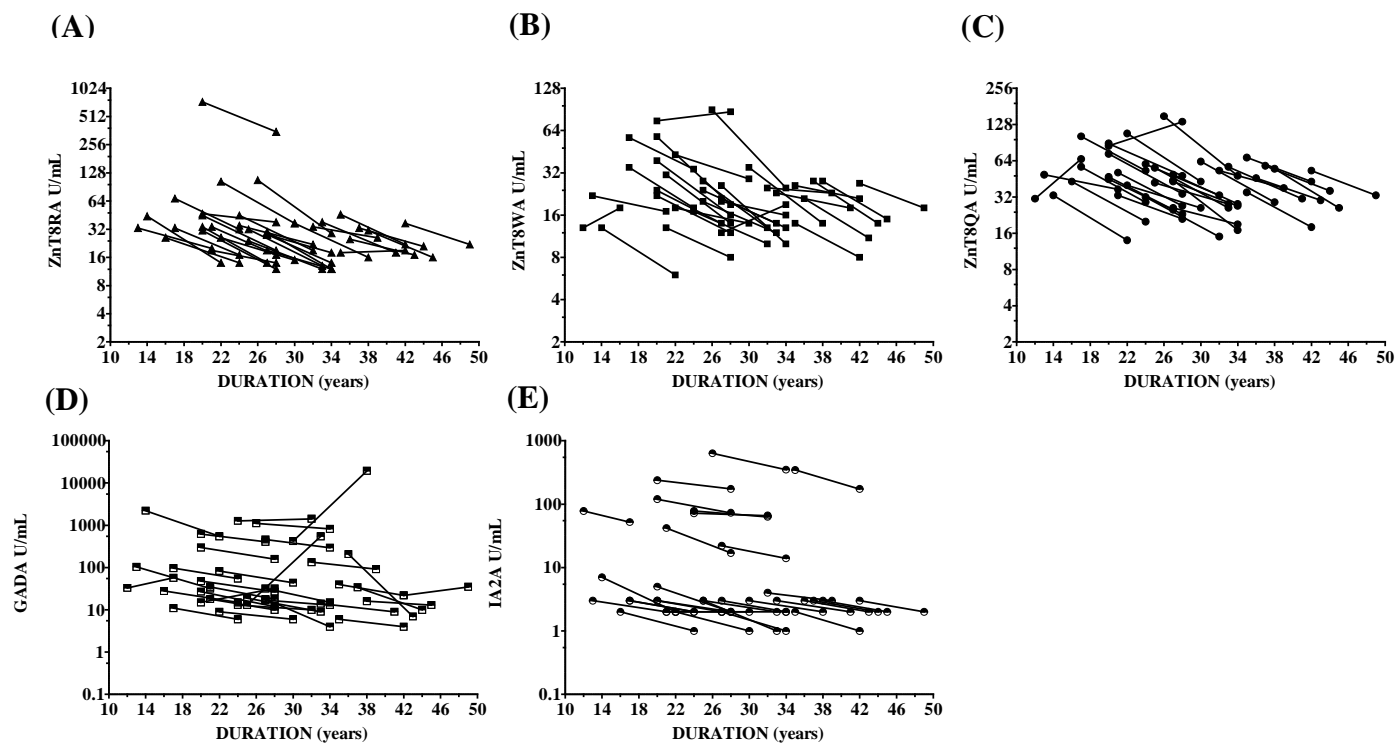 (A)
ZnT8RA U/mL
1024
512
256
128
64
32
16
8
4
2
10 14 18 22 26 30 34 38 42 46 50
DURATION (years)
(B)
ZnT8WA U/mL
128
64
32
16
8
4
2
10 14 18 22 26 30 34 38 42 46 50
DURATION (years)
(C)
ZnT8QA U/mL
256
128
64
32
16
8
4
2
10 14 18 22 26 30 34 38 42 46 50
DURATION (years)
(D)
GADA U/mL
100000
10000
1000
100
10
1
0.1
10 14 18 22 26 30 34 38 42 46 50
DURATION (years)
(E)
IA2A U/mL
1000
100
10
1
0.1
10 14 18 22 26 30 34 38 42 46 50
DURATION (years)